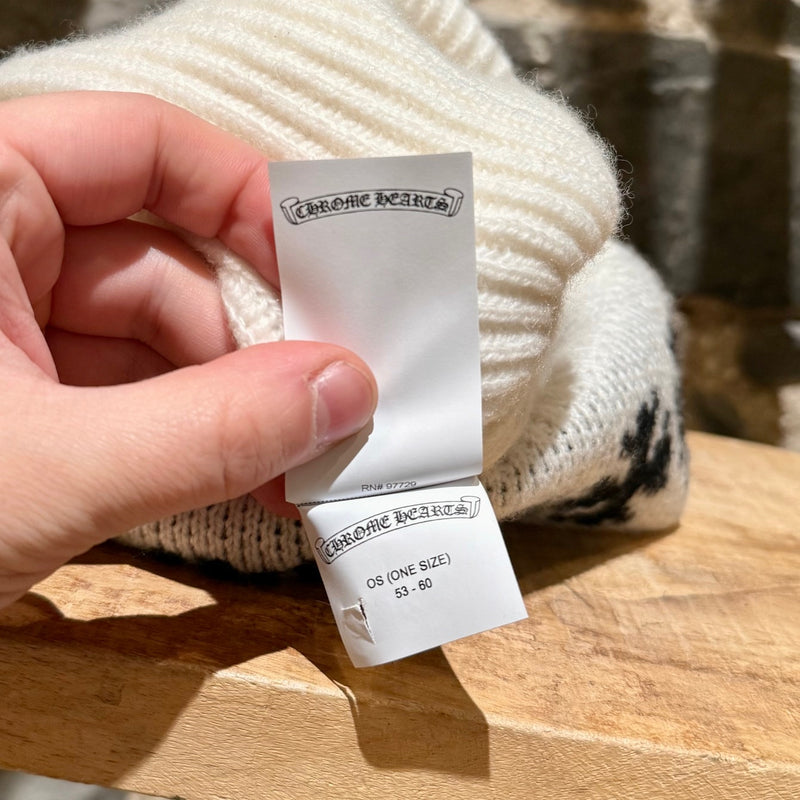 CHROME HEARTS
RN# 97720
CHROME HEARTS
OS (ONE SIZE)
53 - 60